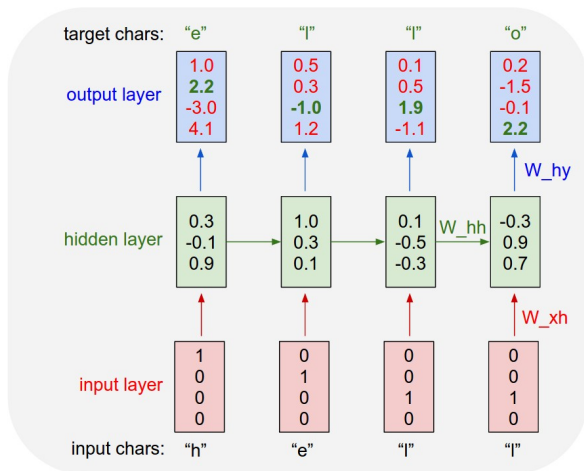 target chars: “e” “l” “l” “o”
output layer
1.0 0.5 0.1 0.2
2.2 0.3 0.5 -1.5
-3.0 -1.0 1.9 -0.1
4.1 1.2 -1.1 2.2
W_hy
hidden layer
0.3 1.0 0.1 -0.3
-0.1 0.3 -0.5 0.9
0.9 0.1 -0.3 0.7
W_hh
W_xh
input layer
1 0 0 0
0 1 0 0
0 0 1 1
0 0 0 0
input chars: “h” “e” “l” “l”